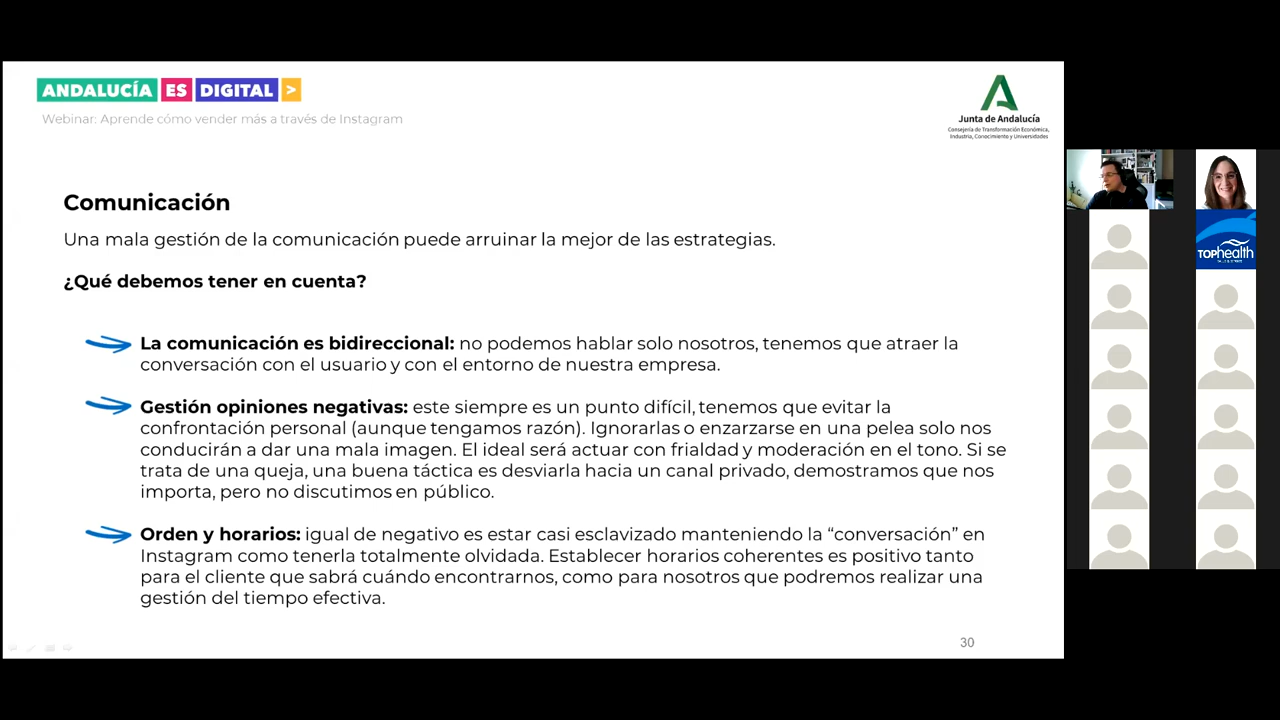 ANDALUCÍA ES DIGITAL >
Webinar: Aprende cómo vender más a través de Instagram
Junta de Andalucía
Consejería de Transformación Económica,
Industria, Conocimiento y Universidades
Comunicación
Una mala gestión de la comunicación puede arruinar la mejor de las estrategias.
¿Qué debemos tener en cuenta?
La comunicación es bidireccional: no podemos hablar solo nosotros, tenemos que atraer la
conversación con el usuario y con el entorno de nuestra empresa.
Gestión opiniones negativas: este siempre es un punto difícil, tenemos que evitar la
confrontación personal (aunque tengamos razón). Ignorarlas o enzarzarse en una pelea solo nos
conducirán a dar una mala imagen. El ideal será actuar con frialdad y moderación en el tono. Si se
trata de una queja, una buena táctica es desviarla hacia un canal privado, demostramos que nos
importa, pero no discutimos en público.
Orden y horarios: igual de negativo es estar casi esclavizado manteniendo la “conversación” en
Instagram como tenerla totalmente olvidada. Establecer horarios coherentes es positivo tanto
para el cliente que sabrá cuándo encontrarnos, como para nosotros que podremos realizar una
gestión del tiempo efectiva.
30
TOPhealth